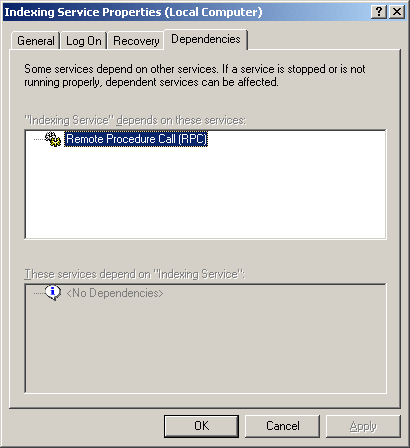 Indexing Service Properties (Local Computer)
General Log On Recovery Dependencies
Some services depend on other services. If a service is stopped or is not
running properly, dependent services can be affected.
"Indexing Service" depends on these services:
Remote Procedure Call (RPC)
These services depend on "Indexing Service":
<No Dependencies>
OK Cancel Apply